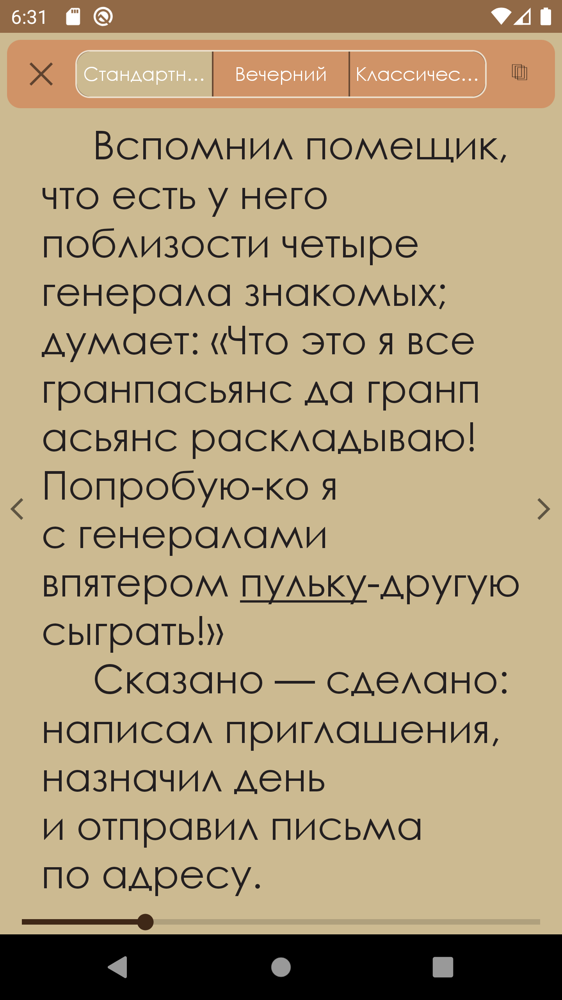 6:31
Стандартн...
Вечерний
Классичес...
Вспомнил помещик,
что есть у него
поблизости четыре
генерала знакомых;
думает: «Что это я все
гранпасьянс да гранп
асьянс раскладываю!
Попробую-ко я
с генералами
впятером пульку-другую
сыграть!»
Сказано — сделано:
написал приглашения,
назначил день
и отправил письма
по адресу.